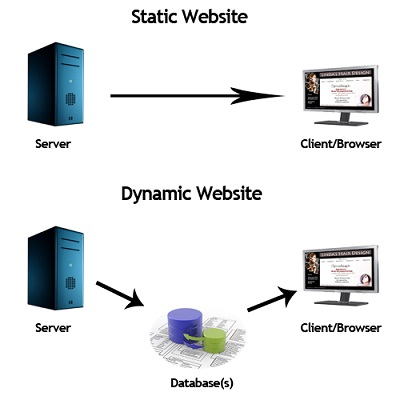 Static Website
Server
Client/Browser
Dynamic Website
Server
Client/Browser
Database(s)